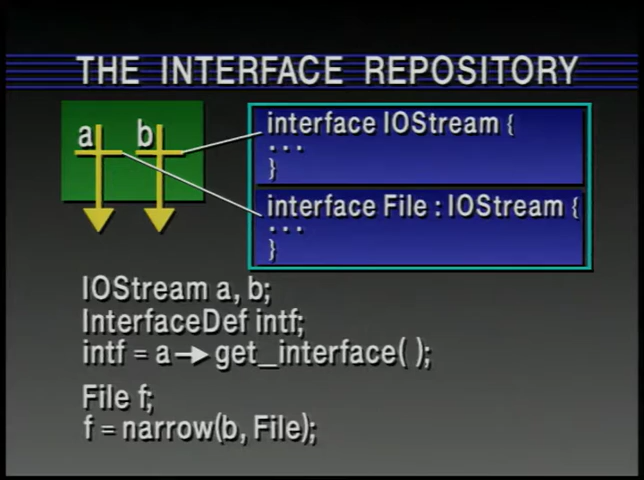 THE INTERFACE REPOSITORY
a b
interface IOStream {
...
}
interface File : IOStream {
...
}
IOStream a, b;
InterfaceDef intf;
intf = a→get_interface( );
File f;
f = narrow(b, File);